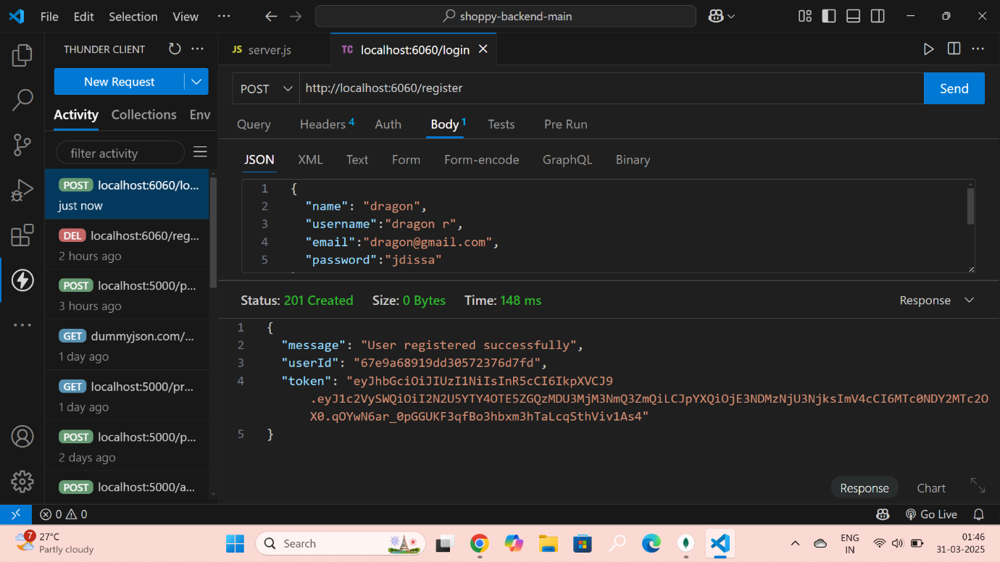 File Edit Selection View ... shoppy-backend-main
THUNDER CLIENT
JS server.js TC localhost:6060/login
New Request
POST http://localhost:6060/register Send
Activity Collections Env
Query Headers 4 Auth Body 1 Tests Pre Run
filter activity
JSON XML Text Form Form-encode GraphQL Binary
POST localhost:6060/lo...
just now
DEL localhost:6060/reg...
2 hours ago
POST localhost:5000/p...
3 hours ago
GET dummyjson.com/...
1 day ago
GET localhost:5000/pr...
1 day ago
POST localhost:5000/p...
2 days ago
POST localhost:5000/a...
1 {
2 "name": "dragon",
3 "username":"dragon r",
4 "email":"dragon@gmail.com",
5 "password":"jdissa"
Status: 201 Created Size: 0 Bytes Time: 148 ms Response
1 {
2 "message": "User registered successfully",
3 "userId": "67e9a68919dd30572376d7fd",
4 "token": "eyJhbGciOiJIUzI1NiIsInR5cCI6IkpXVCJ9
.eyJ1c2VySWQiOiI2N2U5YTY4OTE5ZGQzMDU3MjM3NmQ3ZmQiLCJpYXQiOjE3NDMzNjU3NjksImV4cCI6MTc0NDY2MTc2O
X0.qOYwN6ar_0pGGUKF3qfBo3hbxm3hTaLcqSthViv1As4"
5 }
Response Chart
0 0 Go Live
7 27°C
Partly cloudy
Search
ENG
IN
01:46
31-03-2025